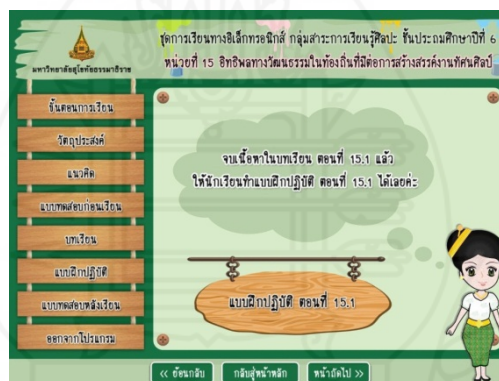 ชุดการเรียนทางอิเล็กทรอนิกส์ กลุ่มสาระการเรียนรู้ศิลปะ ชั้นประถมศึกษาปีที่ 6
หน่วยที่ 15 อิทธิพลทางวัฒนธรรมในท้องถิ่นที่มีต่อการสร้างสรรค์งานทัศนศิลป์
มหาวิทยาลัยสุโขทัยธรรมาธิราช
ขั้นตอนการเรียน
วัตถุประสงค์
แนวคิด
แบบทดสอบก่อนเรียน
บทเรียน
แบบฝึกปฏิบัติ
แบบทดสอบหลังเรียน
ออกจากโปรแกรม
จบเนื้อหาในบทเรียน ตอนที่ 15.1 แล้ว
ให้นักเรียนทำแบบฝึกปฏิบัติ ตอนที่ 15.1 ได้เลยค่ะ
แบบฝึกปฏิบัติ ตอนที่ 15.1
<< ย้อนกลับ
กลับสู่หน้าหลัก
หน้าถัดไป >>